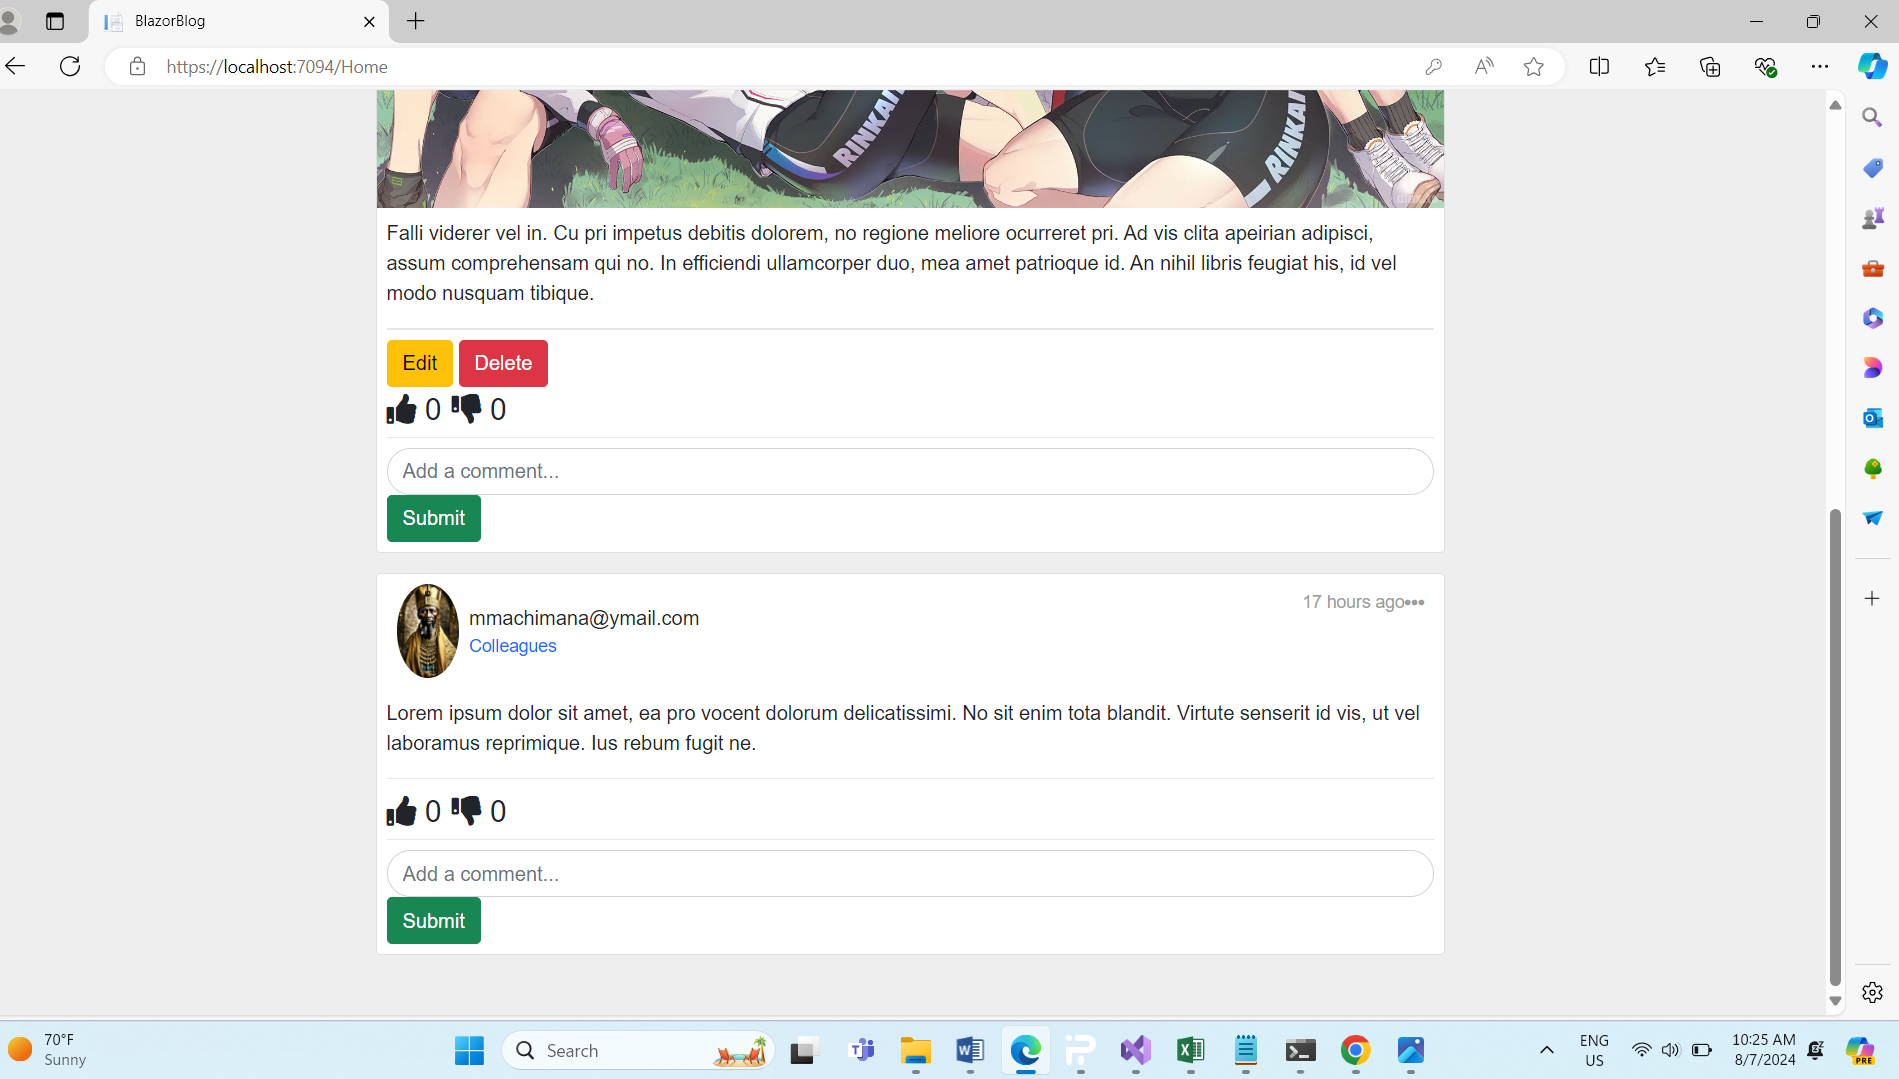 BlazorBlog
https://localhost:7094/Home
RINKAI
RINKAI
Falli viderer vel in. Cu pri impetus debitis dolorem, no regione meliore ocurreret pri. Ad vis clita apeirian adipisci,
assum comprehensam qui no. In efficiendi ullamcorper duo, mea amet patrioque id. An nihil libris feugiat his, id vel
modo nusquam tibique.
Edit Delete
0 0
Add a comment...
Submit
mmachimana@ymail.com
17 hours ago•••
Colleagues
Lorem ipsum dolor sit amet, ea pro vocent dolorum delicatissimi. No sit enim tota blandit. Virtute senserit id vis, ut vel
laboramus reprimique. Ius rebum fugit ne.
0 0
Add a comment...
Submit
70°F
Sunny
Search
ENG
US
10:25 AM
8/7/2024
PRE